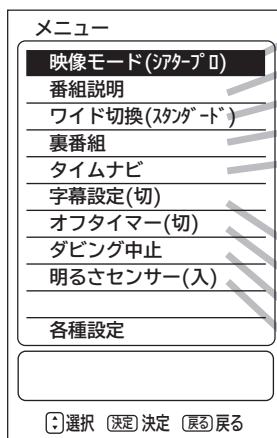 メニュー
映像モード(ｼｱﾀｰﾌﾟﾛ)
番組説明
ワイド切換(ｽﾀﾝﾀﾞｰﾄﾞ)
裏番組
タイムナビ
字幕設定(切)
オフタイマー(切)
ダビング中止
明るさセンサー(入)
各種設定
選択 決定 決定 戻る 戻る